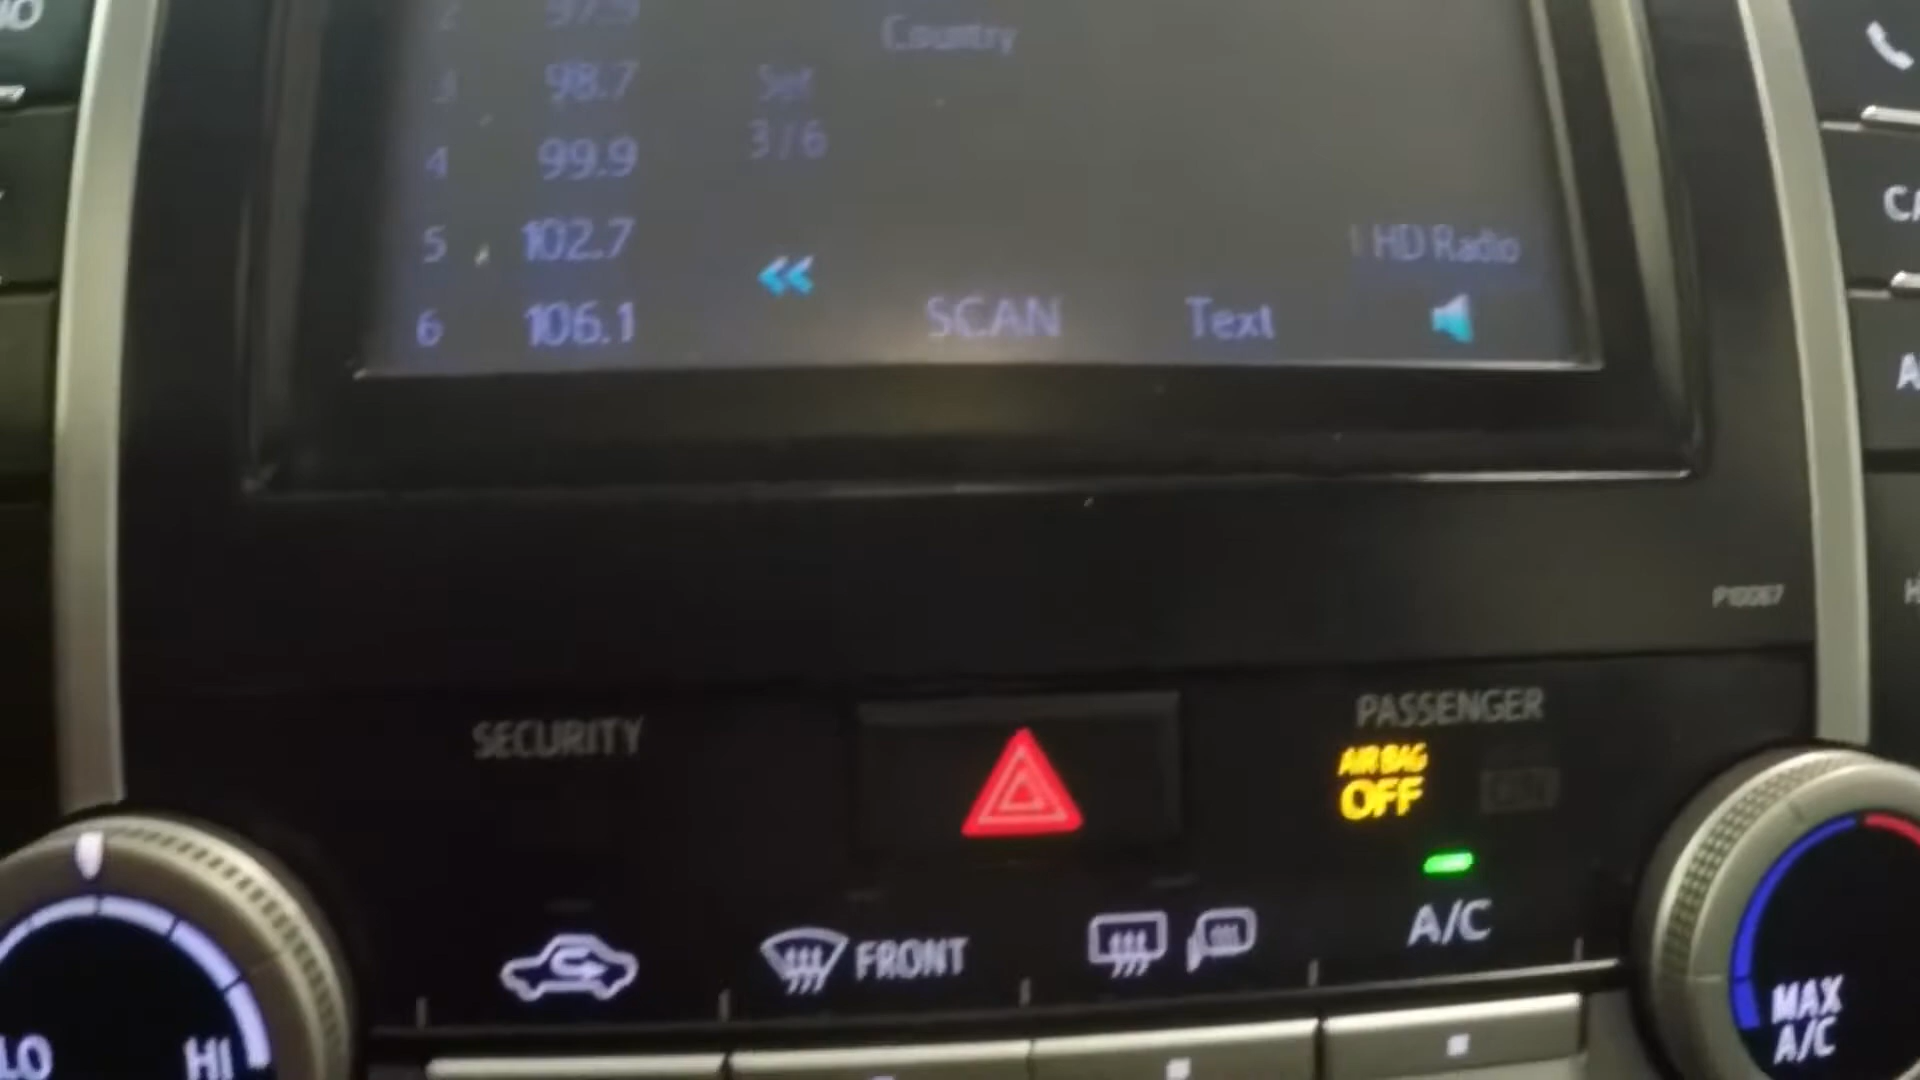 2 97.9
Country
3 98.7
Set
3/6
4 99.9
5 102.7
HD Radio
6 106.1
SCAN
Text
P10067
SECURITY
PASSENGER
AIR BAG
OFF
FRONT
A/C
LO
HI
MAX
A/C